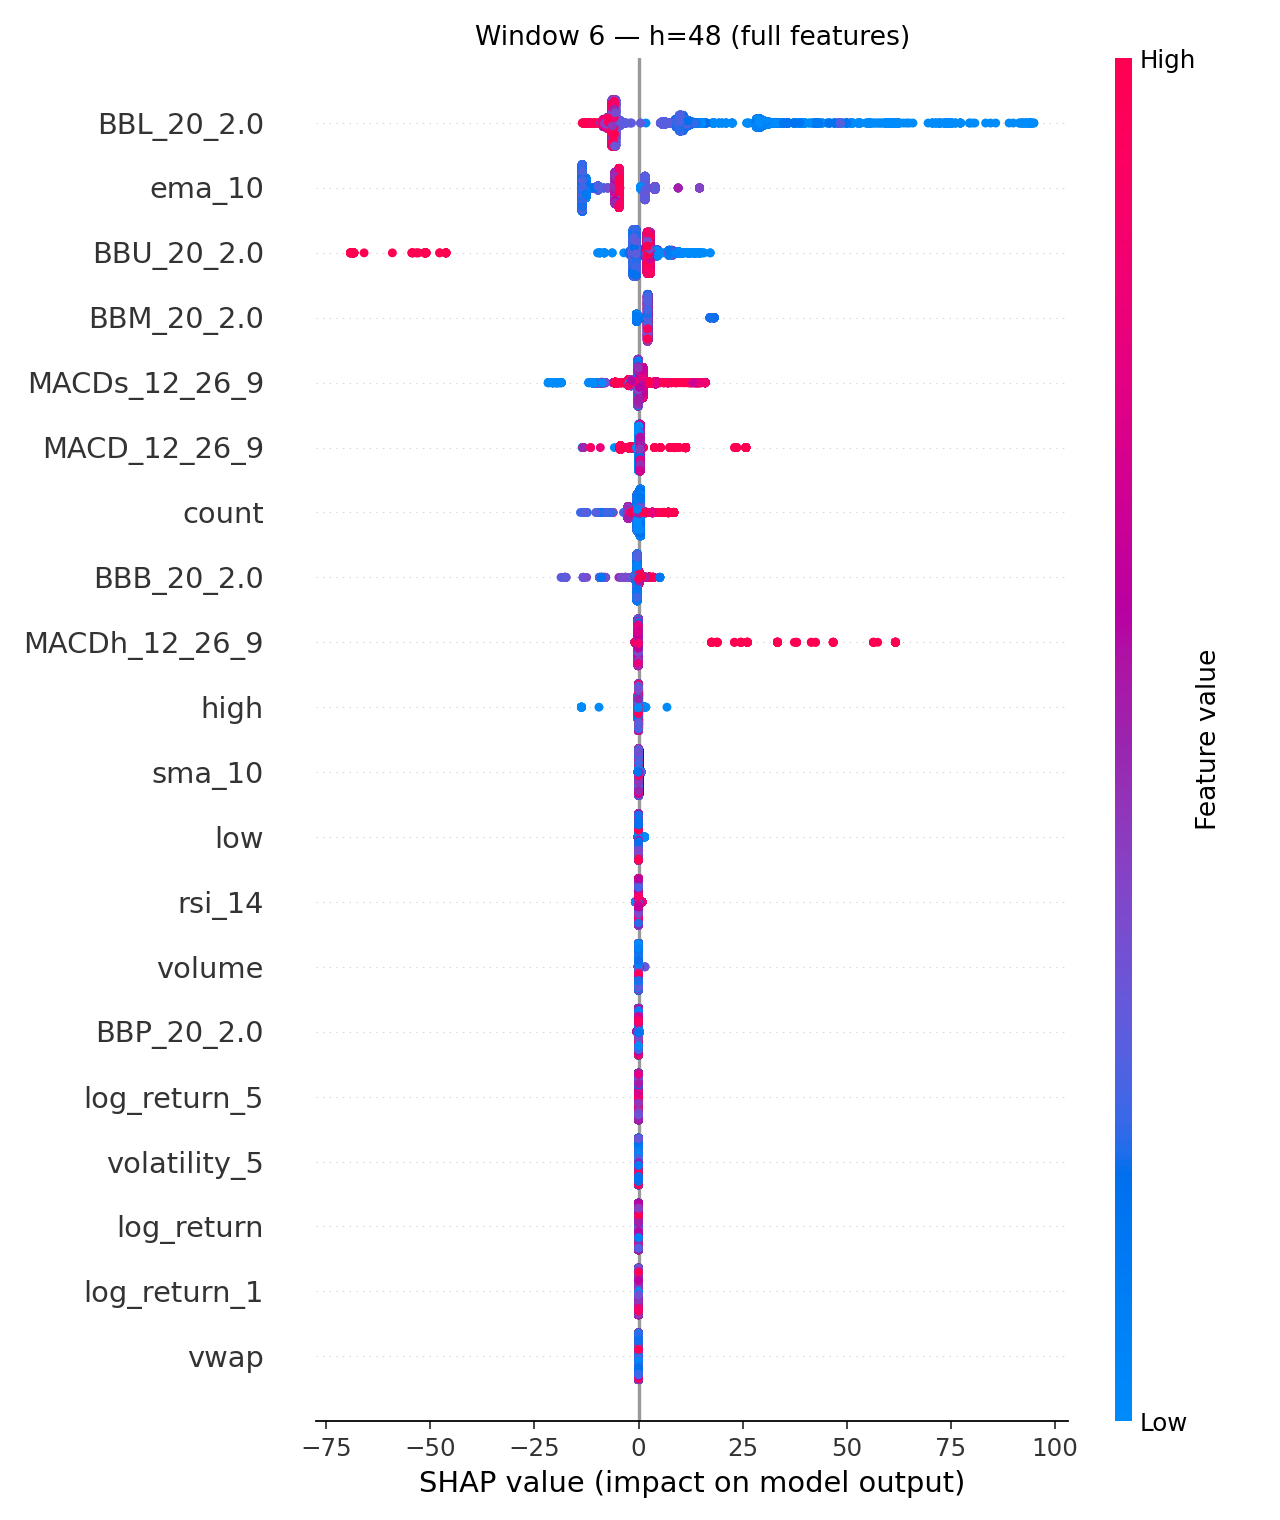 Window 6 — h=48 (full features)
High
BBL_20_2.0
ema_10
BBU_20_2.0
BBM_20_2.0
MACDs_12_26_9
MACD_12_26_9
count
BBB_20_2.0
MACDh_12_26_9
high
sma_10
low
rsi_14
volume
BBP_20_2.0
log_return_5
volatility_5
log_return
log_return_1
vwap
Feature value
Low
−75 −50 −25 0 25 50 75 100
SHAP value (impact on model output)